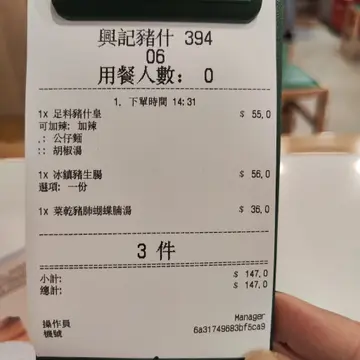 興記豬什 394
06
用餐人數: 0
1. 下單時間 14:31
1x 足料豬什皇 $ 55.0
可加辣: 加辣
.: 公仔麵
:: 胡椒湯
1x 冰鎮豬生腸 $ 56.0
選項: 一份
1x 菜乾豬肺蝴蝶腩湯 $ 36.0
3 件
小計: $ 147.0
總計: $ 147.0
操作員 Manager
機號 6a31749683bf5ca9